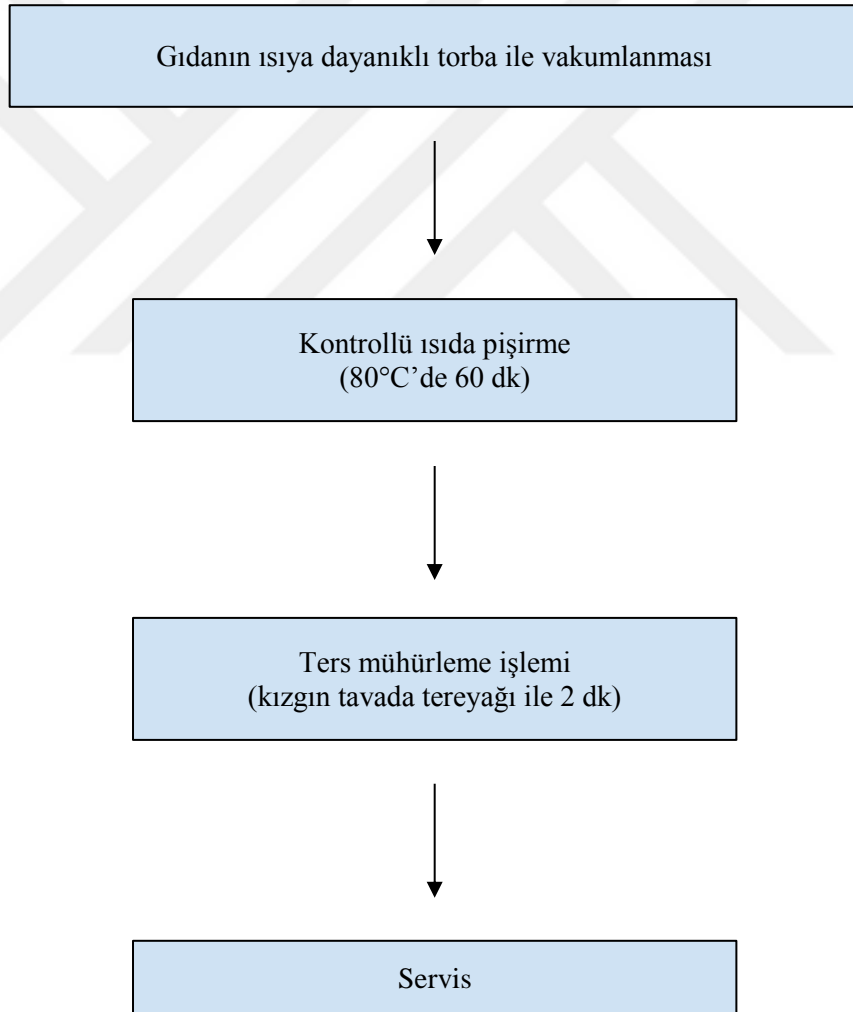 Gıdanın ısıya dayanıklı torba ile vakumlanması
Kontrollü ısıda pişirme
(80°C’de 60 dk)
Ters mühürleme işlemi
(kızgın tavada tereyağı ile 2 dk)
Servis